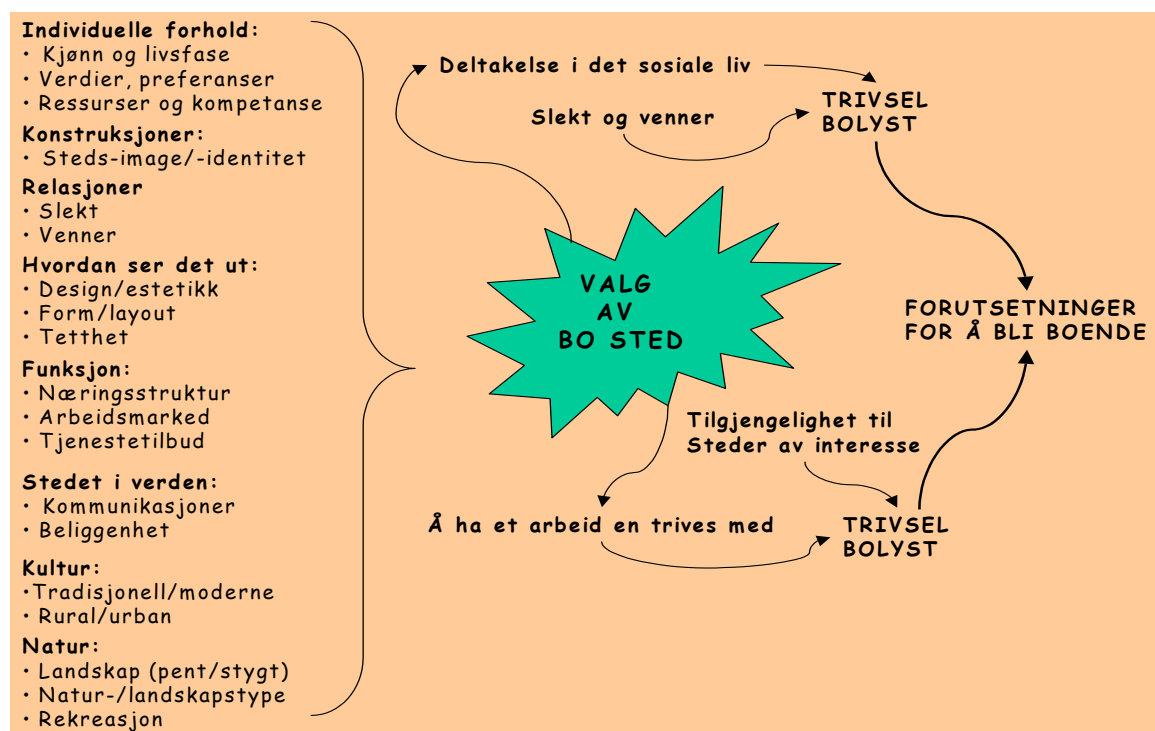 Individuelle forhold:
• Kjønn og livsfase
• Verdier, preferanser
• Ressurser og kompetanse
Konstruksjoner:
• Steds-image/-identitet
Relasjoner
• Slekt
• Venner
Hvordan ser det ut:
• Design/estetikk
• Form/layout
• Tetthet
Funksjon:
• Næringsstruktur
• Arbeidsmarked
• Tjenestetilbud
Stedet i verden:
• Kommunikasjoner
• Beliggenhet
Kultur:
•Tradisjonell/moderne
• Rural/urban
Natur:
• Landskap (pent/stygt)
• Natur-/landskapstype
• Rekreasjon
Deltakelse i det sosiale liv
Slekt og venner
TRIVSEL
BOLYST
VALG
AV
BO STED
FORUTSETNINGER
FOR Å BLI BOENDE
Tilgjengelighet til
Steder av interesse
Å ha et arbeid en trives med
TRIVSEL
BOLYST